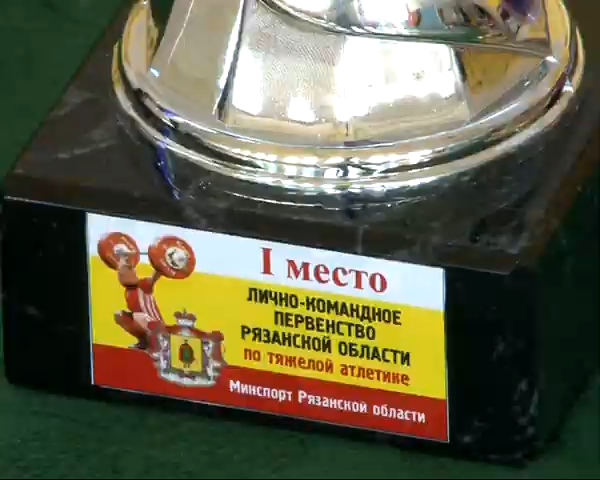 I место
ЛИЧНО-КОМАНДНОЕ
ПЕРВЕНСТВО
РЯЗАНСКОЙ ОБЛАСТИ
ПО ТЯЖЕЛОЙ АТЛЕТИКЕ
Минспорт Рязанской области